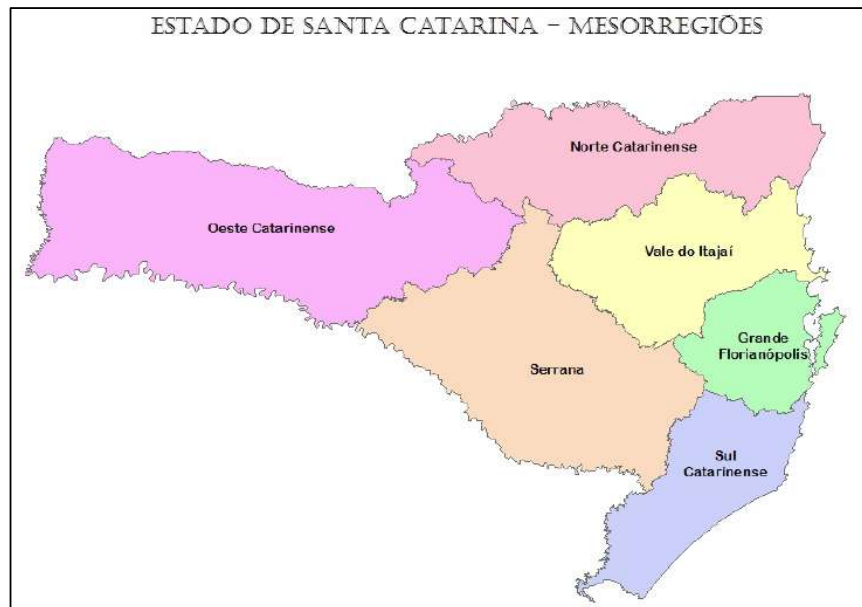 ESTADO DE SANTA CATARINA – MESORREGIÕES
Norte Catarinense
Oeste Catarinense
Vale do Itajaí
Grande
Florianópolis
Serrana
Sul
Catarinense